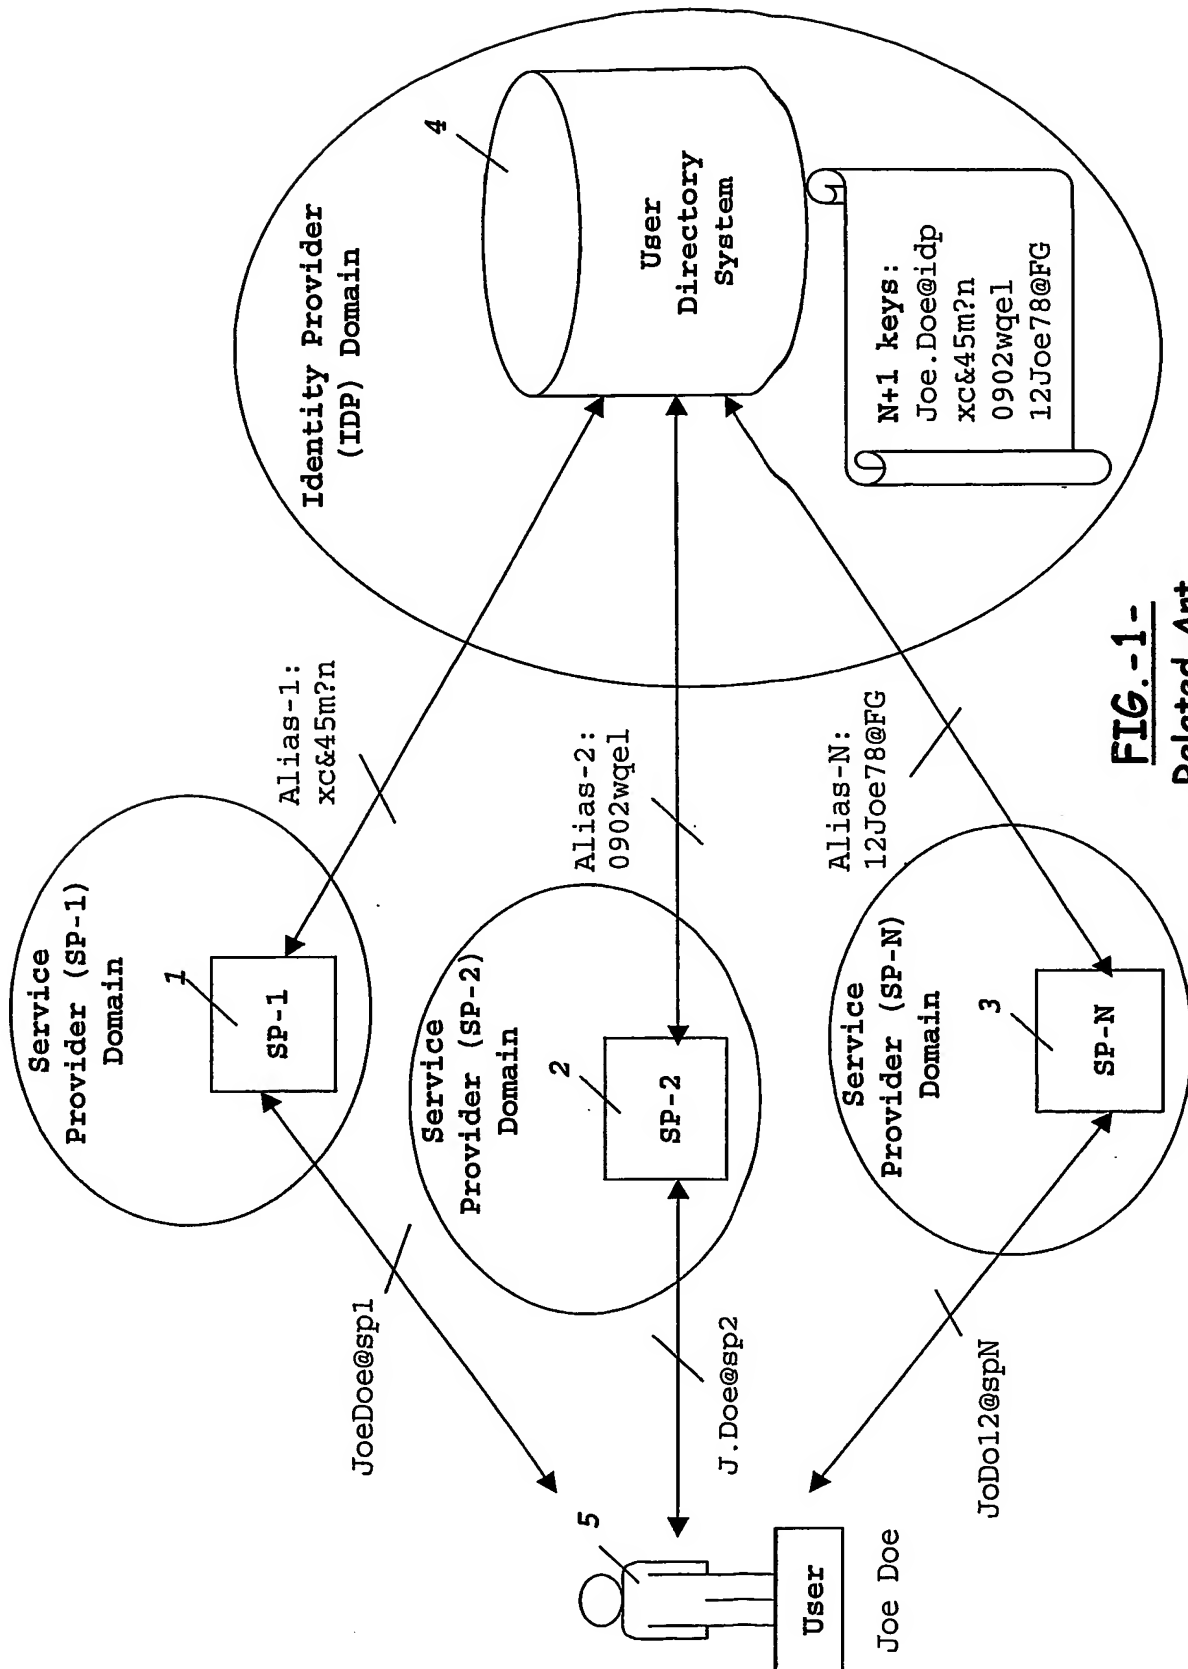 Service
Provider (SP-1)
Domain
1
SP-1
Service
Provider (SP-2)
Domain
2
SP-2
Service
Provider (SP-N)
Domain
3
SP-N
Identity Provider
(IDP) Domain
4
User
Directory
System
N+1 keys:
Joe.Doe@idp
xc&45m?n
0902wqel
12Joe78@FG
Alias-1:
xc&45m?n
Alias-2:
0902wqel
Alias-N:
12Joe78@FG
JoeDoe@sp1
J.Doe@sp2
JoDo12@spN
5
User
Joe Doe
FIG.-1-
Related Art